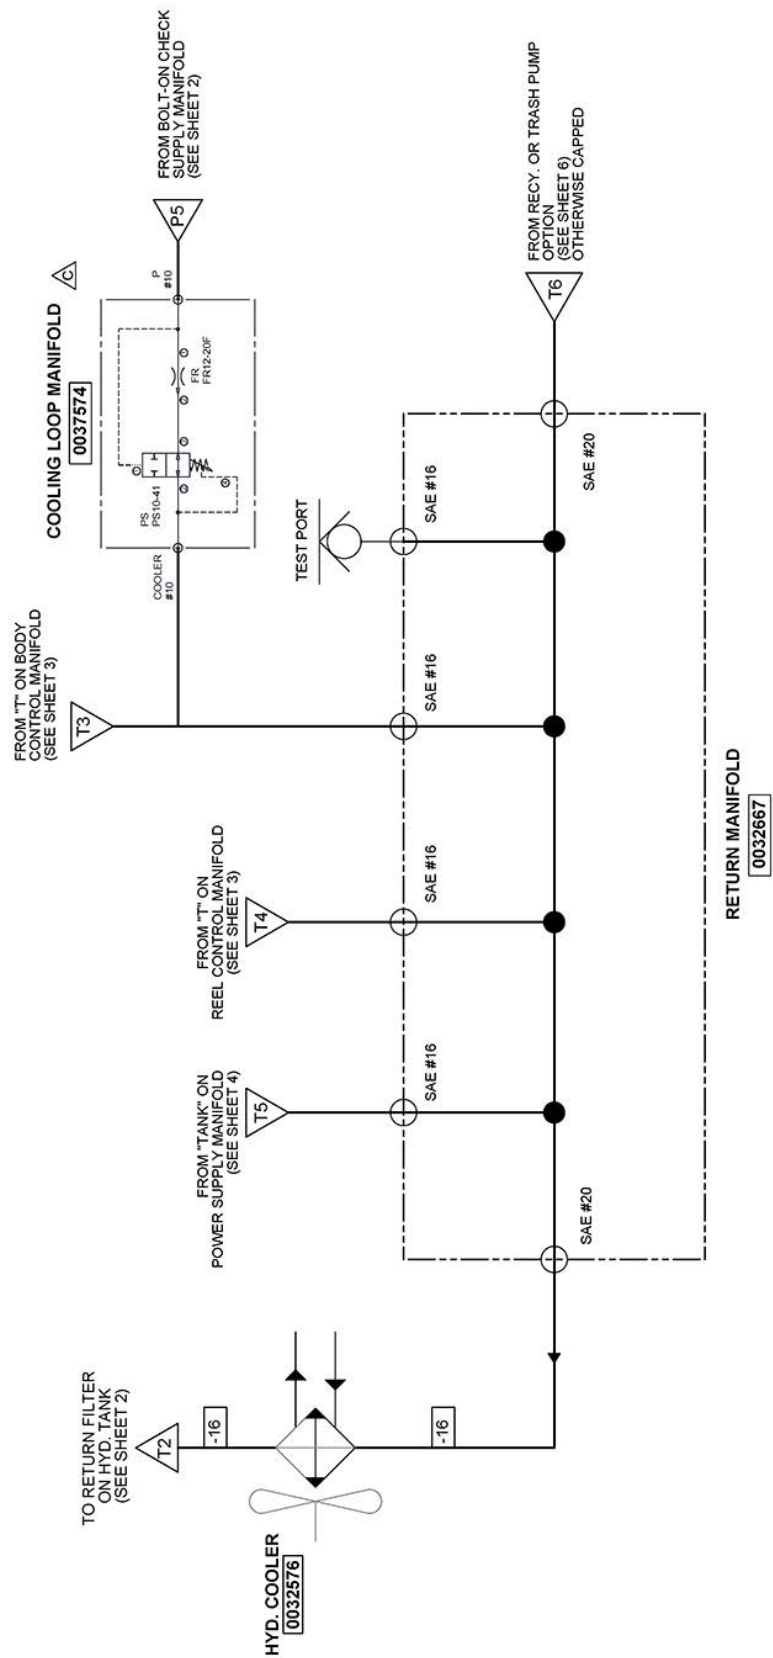 TO RETURN FILTER
ON HYD. TANK
(SEE SHEET 2)
T2
-16
-16
HYD. COOLER
0032576
FROM "TANK" ON
POWER SUPPLY MANIFOLD
(SEE SHEET 4)
T5
SAE #16
FROM "T" ON
REEL CONTROL MANIFOLD
(SEE SHEET 3)
T4
SAE #16
FROM "T" ON BODY
CONTROL MANIFOLD
(SEE SHEET 3)
T3
SAE #16
COOLING LOOP MANIFOLD
0037574
C
COOLER
#10
PS
PS10-41
FR
FR12-20F
P
#10
P5
FROM BOLT-ON CHECK
SUPPLY MANIFOLD
(SEE SHEET 2)
TEST PORT
SAE #16
FROM RECY. OR TRASH PUMP
OPTION
(SEE SHEET 6)
OTHERWISE CAPPED
T6
SAE #20
SAE #20
RETURN MANIFOLD
0032667